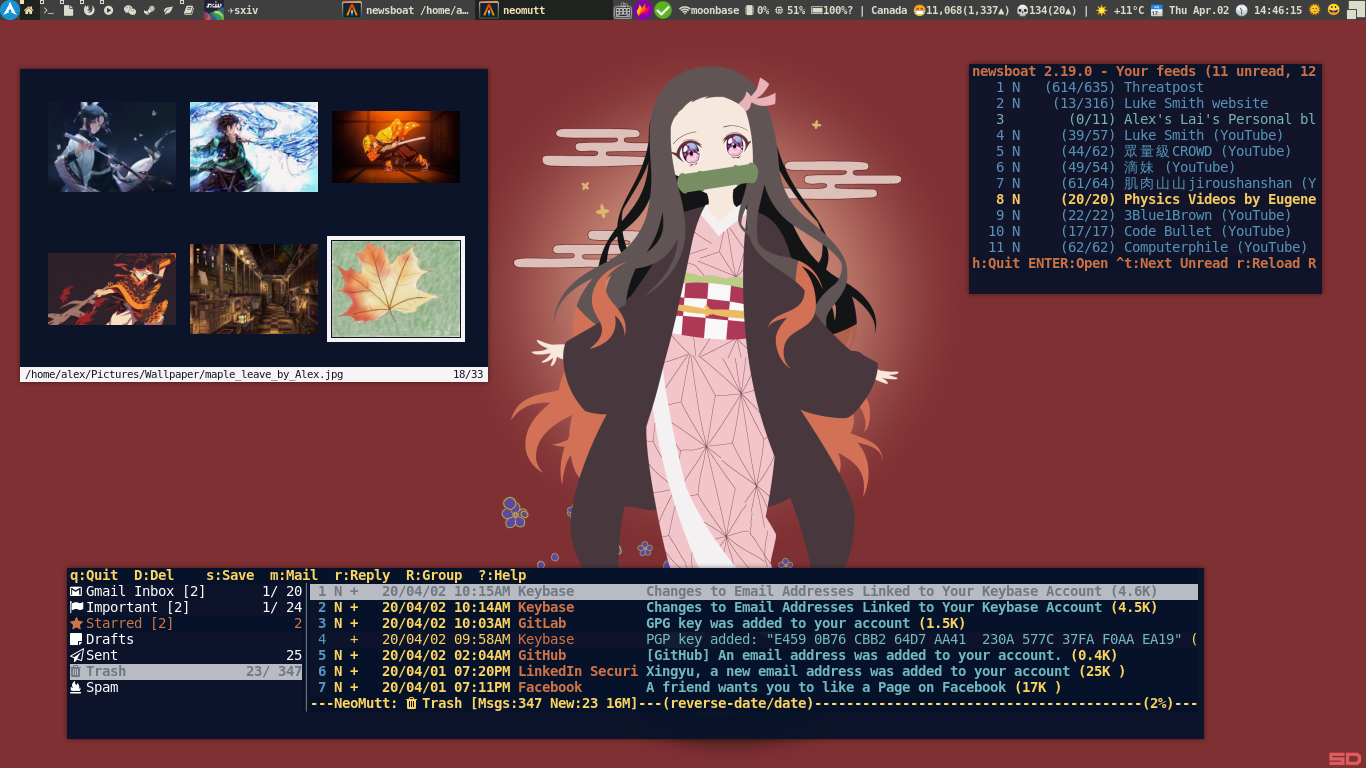 sxiv
newsboat /home/a…
neomutt
moonbase 0% 51% 100%? | Canada 11,068(1,337▲) 134(20▲) | +11°C Thu Apr.02 14:46:15
/home/alex/Pictures/Wallpaper/maple_leave_by_Alex.jpg 18/33
newsboat 2.19.0 - Your feeds (11 unread, 12
1 N (614/635) Threatpost
2 N (13/316) Luke Smith website
3 (0/11) Alex's Lai's Personal bl
4 N (39/57) Luke Smith (YouTube)
5 N (44/62) 眾量級CROWD (YouTube)
6 N (49/54) 滴妹 (YouTube)
7 N (61/64) 肌肉山山jiroushanshan (Y
8 N (20/20) Physics Videos by Eugene
9 N (22/22) 3Blue1Brown (YouTube)
10 N (17/17) Code Bullet (YouTube)
11 N (62/62) Computerphile (YouTube)
h:Quit ENTER:Open ^t:Next Unread r:Reload R
q:Quit D:Del s:Save m:Mail r:Reply R:Group ?:Help
Gmail Inbox [2] 1/ 20
Important [2] 1/ 24
Starred [2] 2
Drafts
Sent 25
Trash 23/ 347
Spam
1 N + 20/04/02 10:15AM Keybase Changes to Email Addresses Linked to Your Keybase Account (4.6K)
2 N + 20/04/02 10:14AM Keybase Changes to Email Addresses Linked to Your Keybase Account (4.5K)
3 N + 20/04/02 10:03AM GitLab GPG key was added to your account (1.5K)
4 + 20/04/02 09:58AM Keybase PGP key added: "E459 0B76 CBB2 64D7 AA41 230A 577C 37FA F0AA EA19" (
5 N + 20/04/02 02:04AM GitHub [GitHub] An email address was added to your account. (0.4K)
6 N + 20/04/01 07:20PM LinkedIn Securi Xingyu, a new email address was added to your account (25K )
7 N + 20/04/01 07:11PM Facebook A friend wants you to like a Page on Facebook (17K )
---NeoMutt: Trash [Msgs:347 New:23 16M]---(reverse-date/date)-----------------------------------------(2%)---
SD